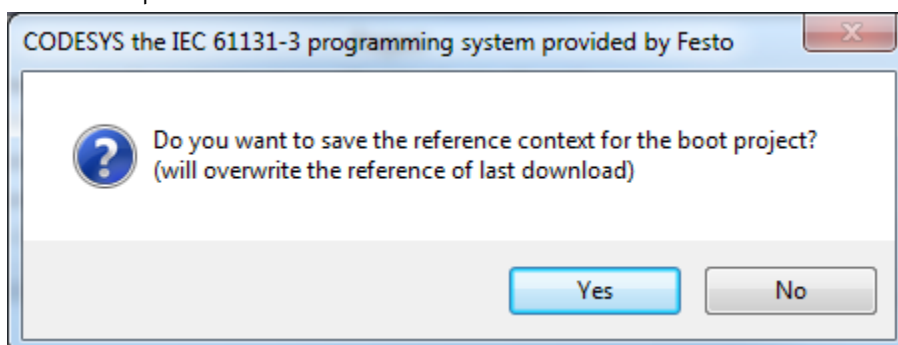 CODESYS the IEC 61131-3 programming system provided by Festo
Do you want to save the reference context for the boot project?
(will overwrite the reference of last download)
Yes
No